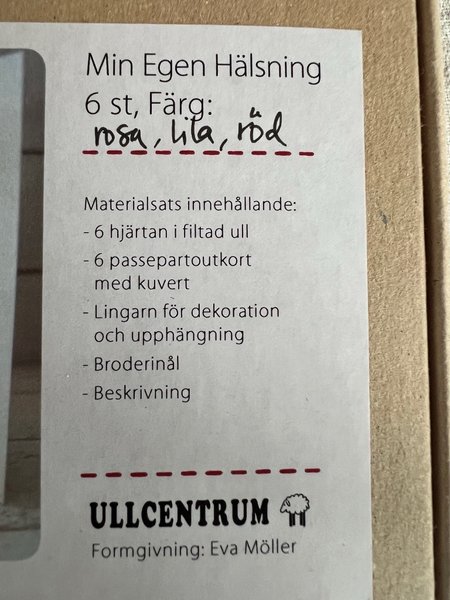 Min Egen Hälsning
6 st, Färg:
rosa, lila, röd
Materialsats innehållande:
- 6 hjärtan i filtad ull
- 6 passepartoutkort
med kuvert
- Lingarn för dekoration
och upphängning
- Broderinål
- Beskrivning
ULLCENTRUM
Formgivning: Eva Möller